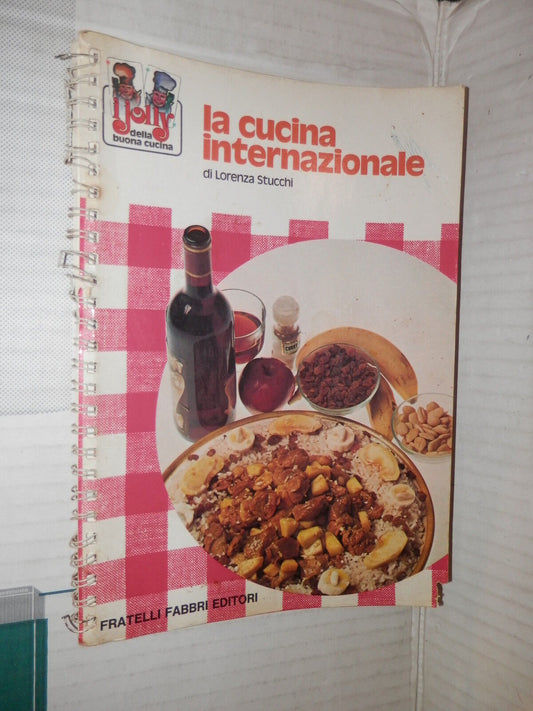 i Jolly
della
buona cucina
la cucina
internazionale
di Lorenza Stucchi
FRATELLI FABBRI EDITORI